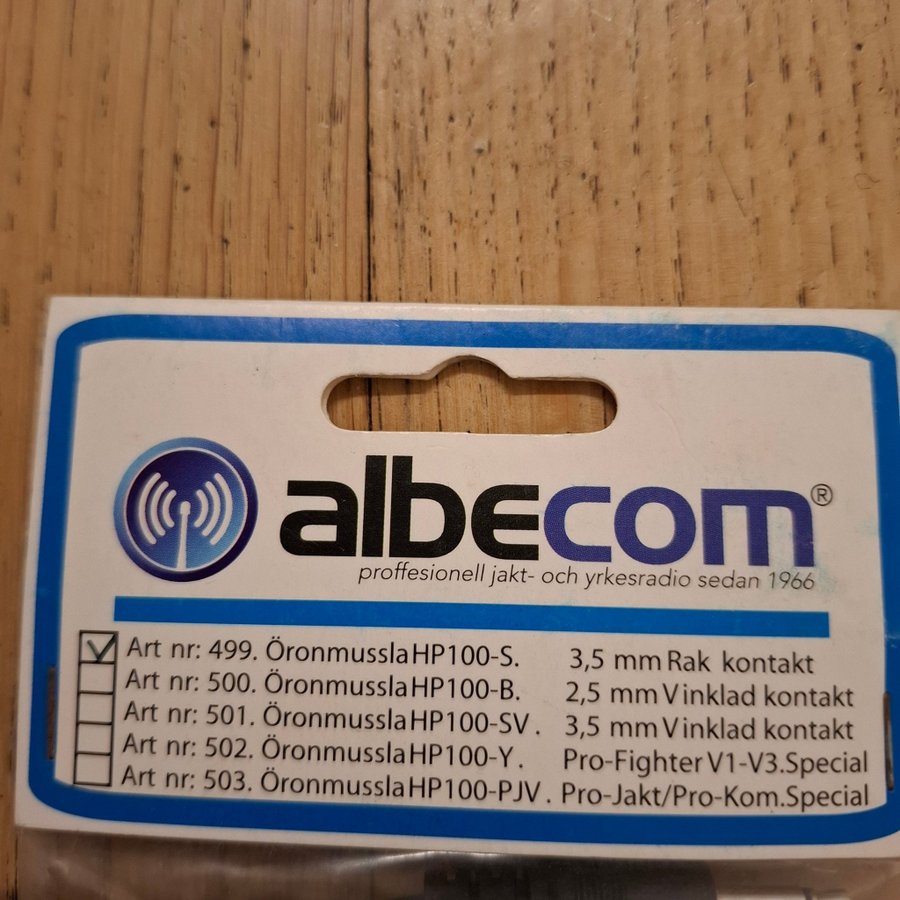 albecom®
proffesionell jakt- och yrkesradio sedan 1966
Art nr: 499. Öronmussla HP100-S. 3,5 mm Rak kontakt
Art nr: 500. Öronmussla HP100-B. 2,5 mm Vinklad kontakt
Art nr: 501. Öronmussla HP100-SV. 3,5 mm Vinklad kontakt
Art nr: 502. Öronmussla HP100-Y. Pro-Fighter V1-V3.Special
Art nr: 503. Öronmussla HP100-PJV. Pro-Jakt/Pro-Kom.Special